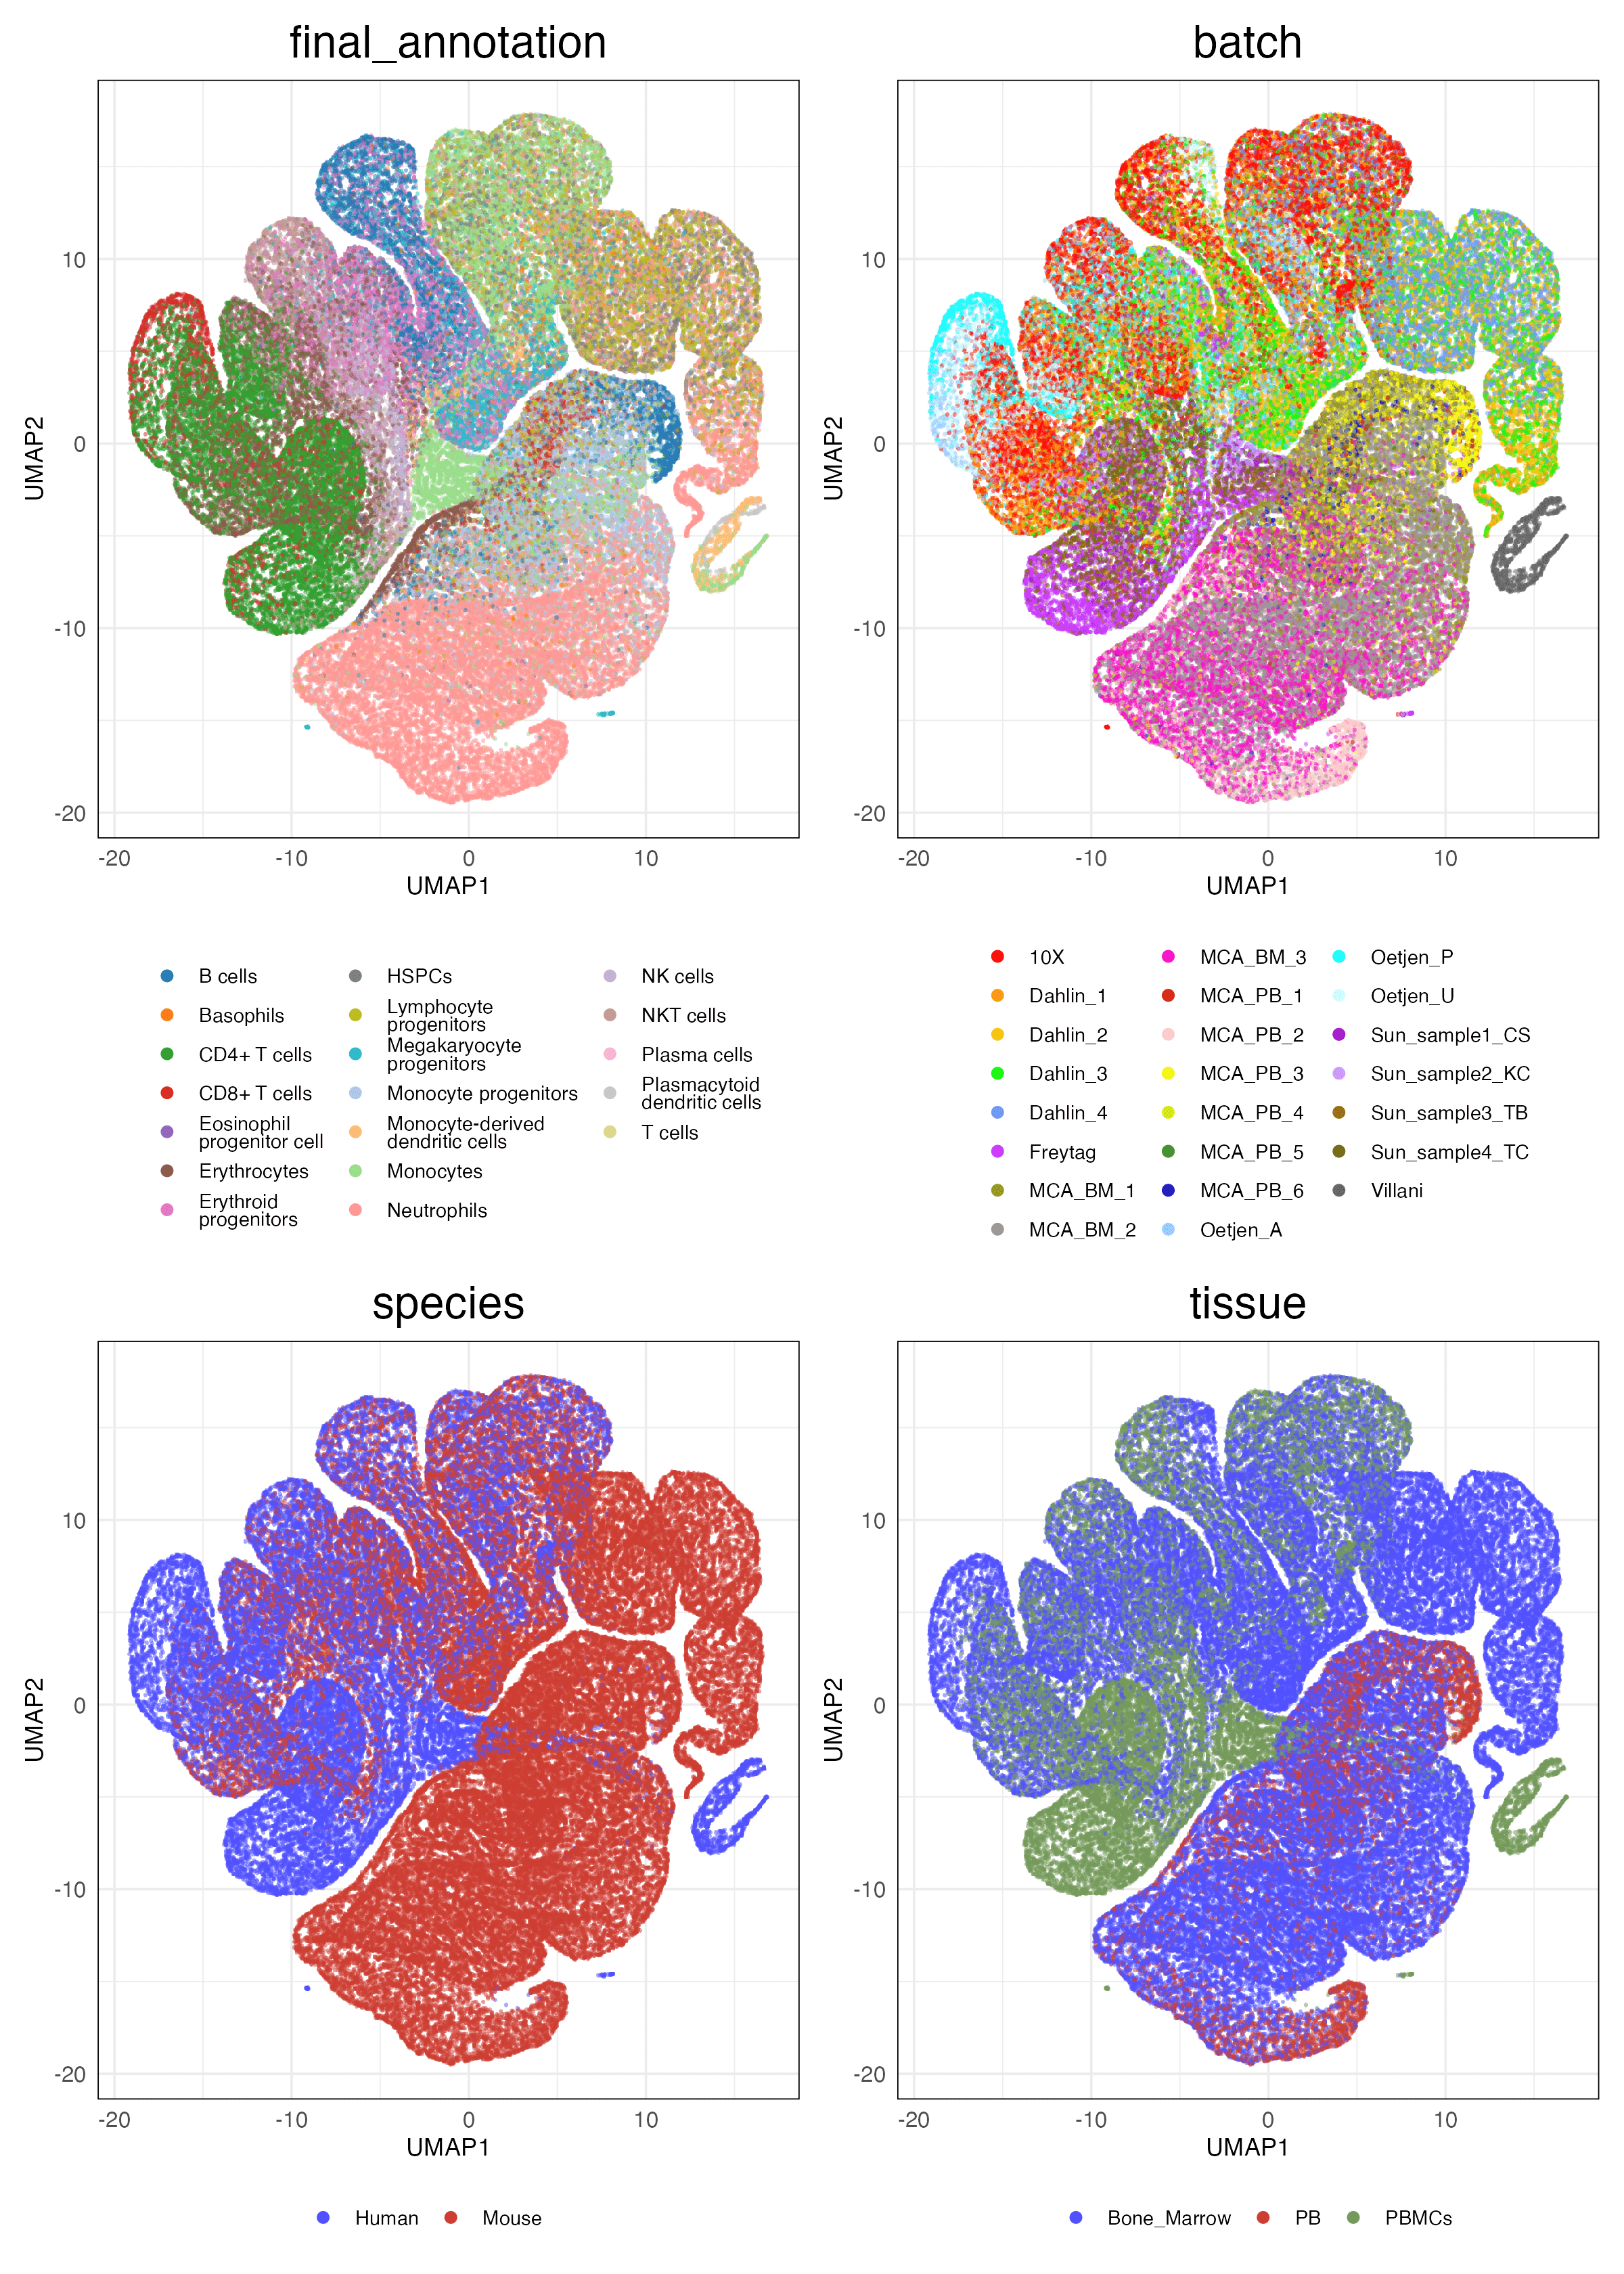 final_annotation
batch
10
0
-10
-20
-20
-10
0
10
UMAP1
UMAP2
10
0
-10
-20
-20
-10
0
10
UMAP1
UMAP2
B cells
Basophils
CD4+ T cells
CD8+ T cells
Eosinophil
progenitor cell
Erythrocytes
Erythroid
progenitors
HSPCs
Lymphocyte
progenitors
Megakaryocyte
progenitors
Monocyte progenitors
Monocyte-derived
dendritic cells
Monocytes
Neutrophils
NK cells
NKT cells
Plasma cells
Plasmacytoid
dendritic cells
T cells
10X
Dahlin_1
Dahlin_2
Dahlin_3
Dahlin_4
Freytag
MCA_BM_1
MCA_BM_2
MCA_BM_3
MCA_PB_1
MCA_PB_2
MCA_PB_3
MCA_PB_4
MCA_PB_5
MCA_PB_6
Oetjen_A
Oetjen_P
Oetjen_U
Sun_sample1_CS
Sun_sample2_KC
Sun_sample3_TB
Sun_sample4_TC
Villani
species
tissue
10
0
-10
-20
-20
-10
0
10
UMAP1
UMAP2
10
0
-10
-20
-20
-10
0
10
UMAP1
UMAP2
Human
Mouse
Bone_Marrow
PB
PBMCs